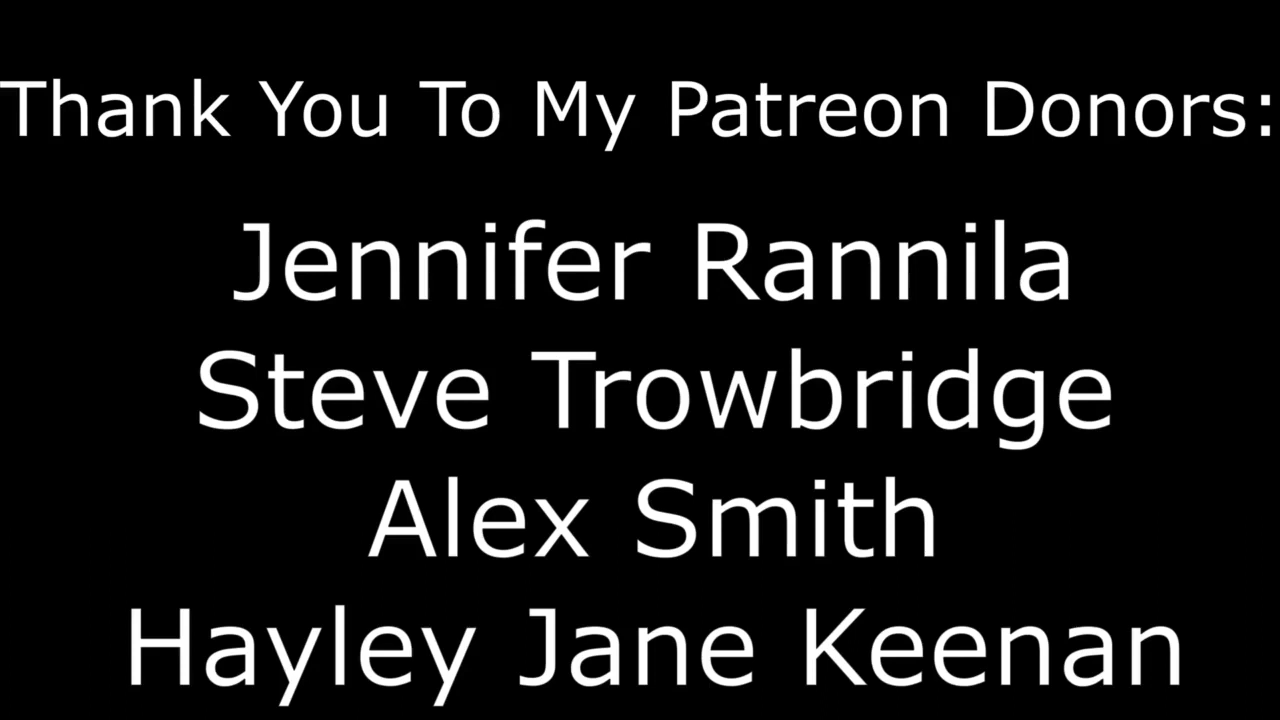 Thank You To My Patreon Donors:
Jennifer Rannila
Steve Trowbridge
Alex Smith
Hayley Jane Keenan